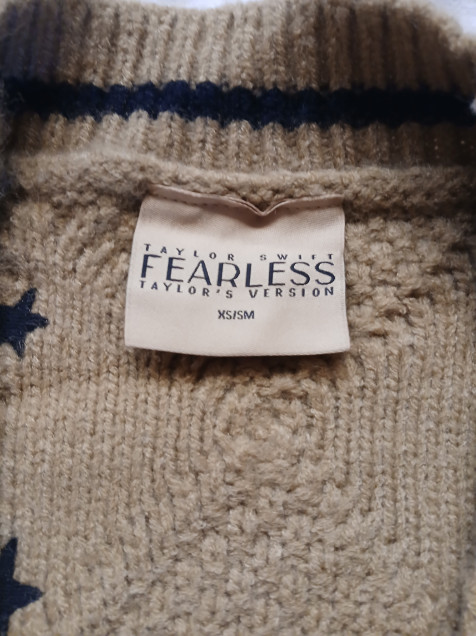 TAYLOR SWIFT
FEARLESS
TAYLOR'S VERSION
XS/SM